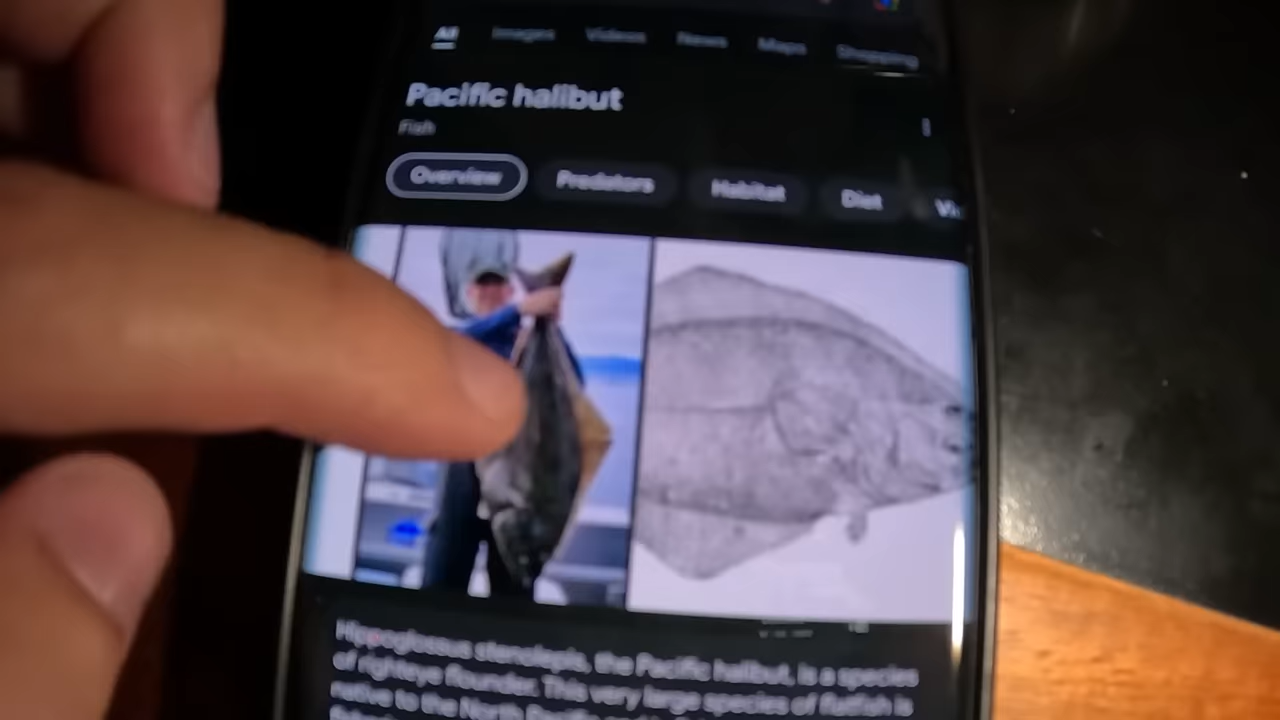 All Images Videos News Maps Shopping
Pacific halibut
Fish
Overview Predators Habitat Diet
Hippoglossus stenolepis, the Pacific halibut, is a species
of righteye flounder. This very large species of flatfish is
native to the North Pacific and